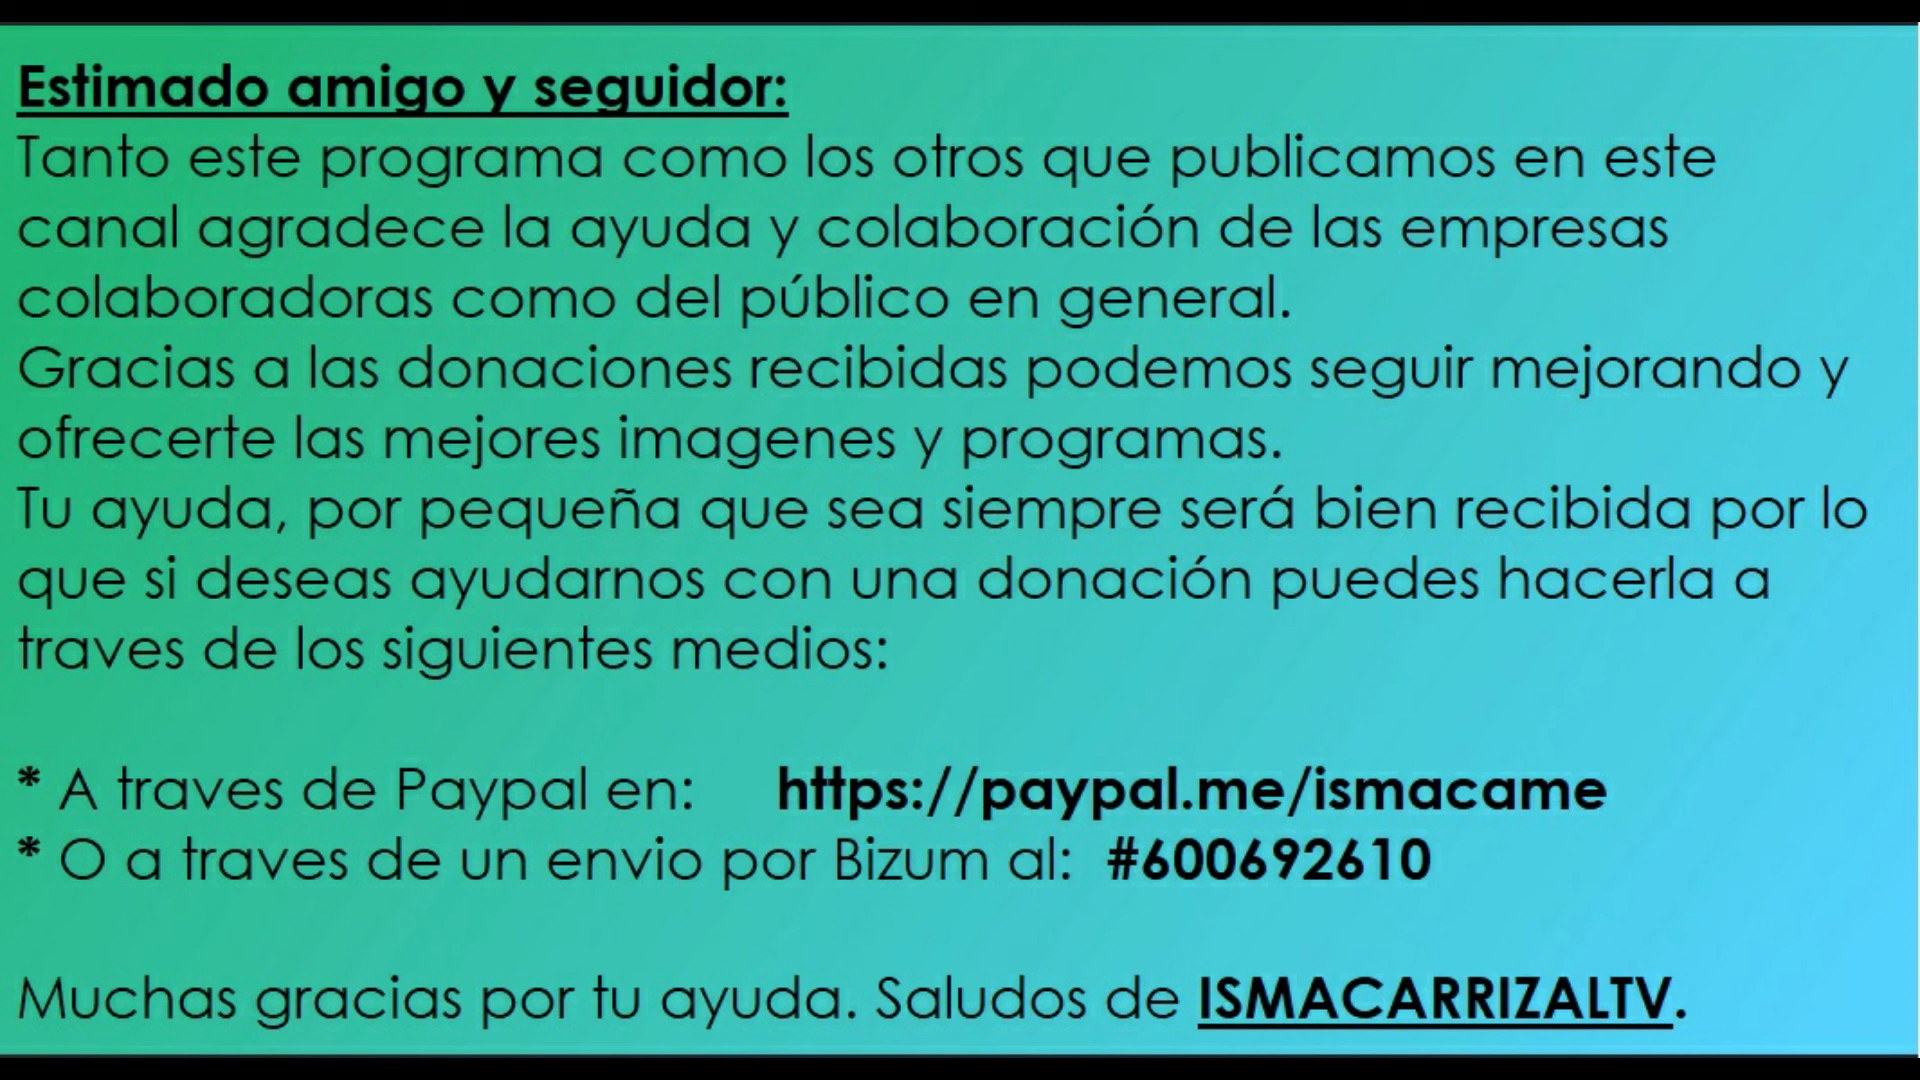 Estimado amigo y seguidor:
Tanto este programa como los otros que publicamos en este
canal agradece la ayuda y colaboración de las empresas
colaboradoras como del público en general.
Gracias a las donaciones recibidas podemos seguir mejorando y
ofrecerte las mejores imagenes y programas.
Tu ayuda, por pequeña que sea siempre será bien recibida por lo
que si deseas ayudarnos con una donación puedes hacerla a
traves de los siguientes medios:
* A traves de Paypal en: https://paypal.me/ismacame
* O a traves de un envio por Bizum al: #600692610
Muchas gracias por tu ayuda. Saludos de ISMACARRIZALTV.